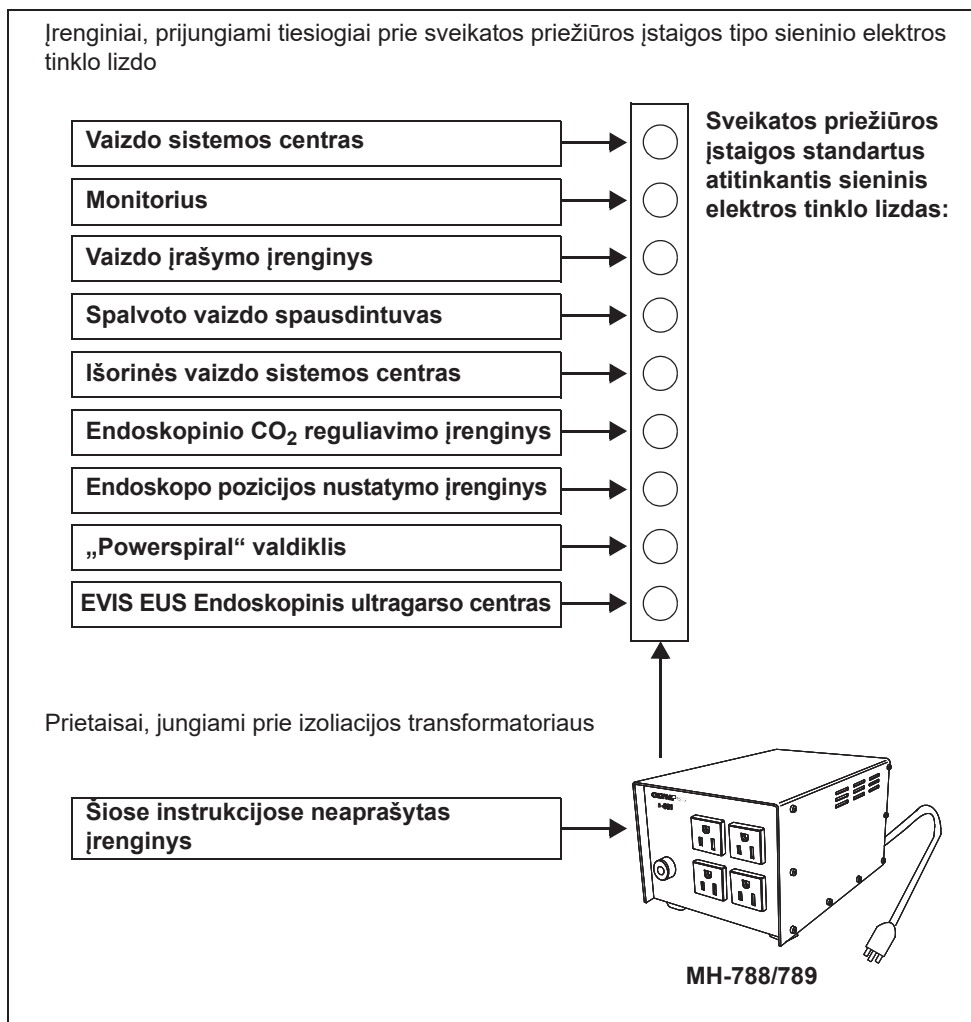 Įrenginiai, prijungiami tiesiogiai prie sveikatos priežiūros įstaigos tipo sieninio elektros
tinklo lizdo
Vaizdo sistemos centras
Monitorius
Vaizdo įrašymo įrenginys
Spalvoto vaizdo spausdintuvas
Išorinės vaizdo sistemos centras
Endoskopinio CO₂ reguliavimo įrenginys
Endoskopo pozicijos nustatymo įrenginys
„Powerspiral“ valdiklis
EVIS EUS Endoskopinis ultragarso centras
Sveikatos priežiūros
įstaigos standartus
atitinkantis sieninis
elektros tinklo lizdas:
Prietaisai, jungiami prie izoliacijos transformatoriaus
Šiose instrukcijose neaprašytas
įrenginys
MH-788/789